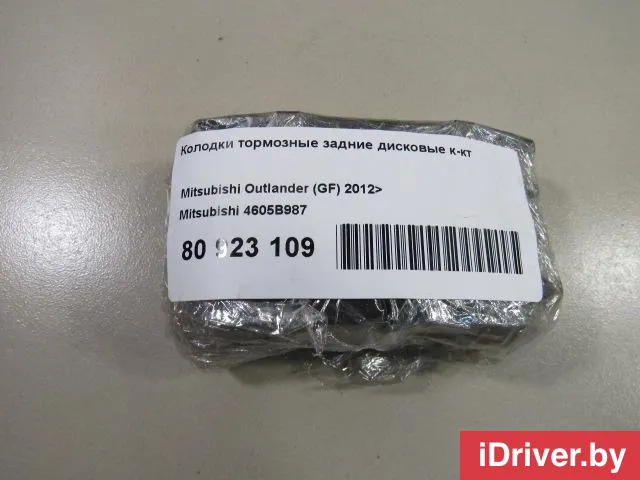 Колодки тормозные задние дисковые к-кт
Mitsubishi Outlander (GF) 2012>
Mitsubishi 4605B987
80 923 109
iDriver.by